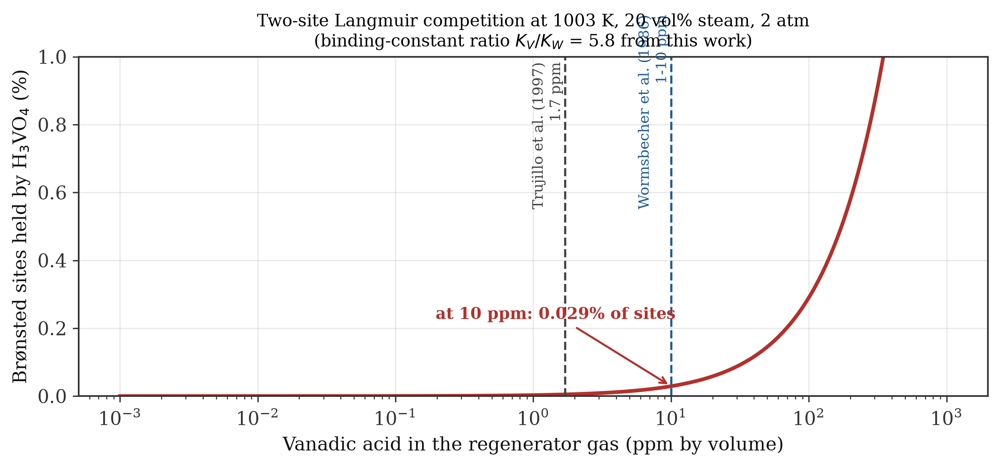 Two-site Langmuir competition at 1003 K, 20 vol% steam, 2 atm
(binding-constant ratio K_V/K_W = 5.8 from this work)
Brønsted sites held by H₃VO₄ (%)
1.0
0.8
0.6
0.4
0.2
0.0
Trujillo et al. (1997)
1.7 ppm
Wormsbecher et al. (1986)
1-10 ppm
at 10 ppm: 0.029% of sites
10⁻³
10⁻²
10⁻¹
10⁰
10¹
10²
10³
Vanadic acid in the regenerator gas (ppm by volume)